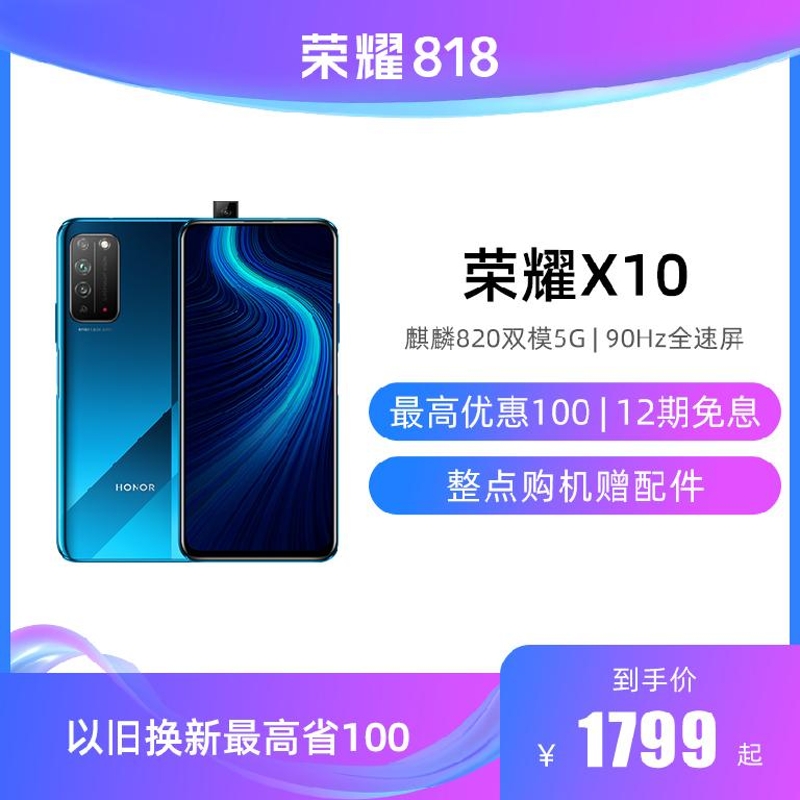 荣耀818
荣耀X10
麒麟820双模5G | 90Hz全速屏
最高优惠100 | 12期免息
整点购机赠配件
HONOR
以旧换新最高省100
到手价
¥ 1799 起